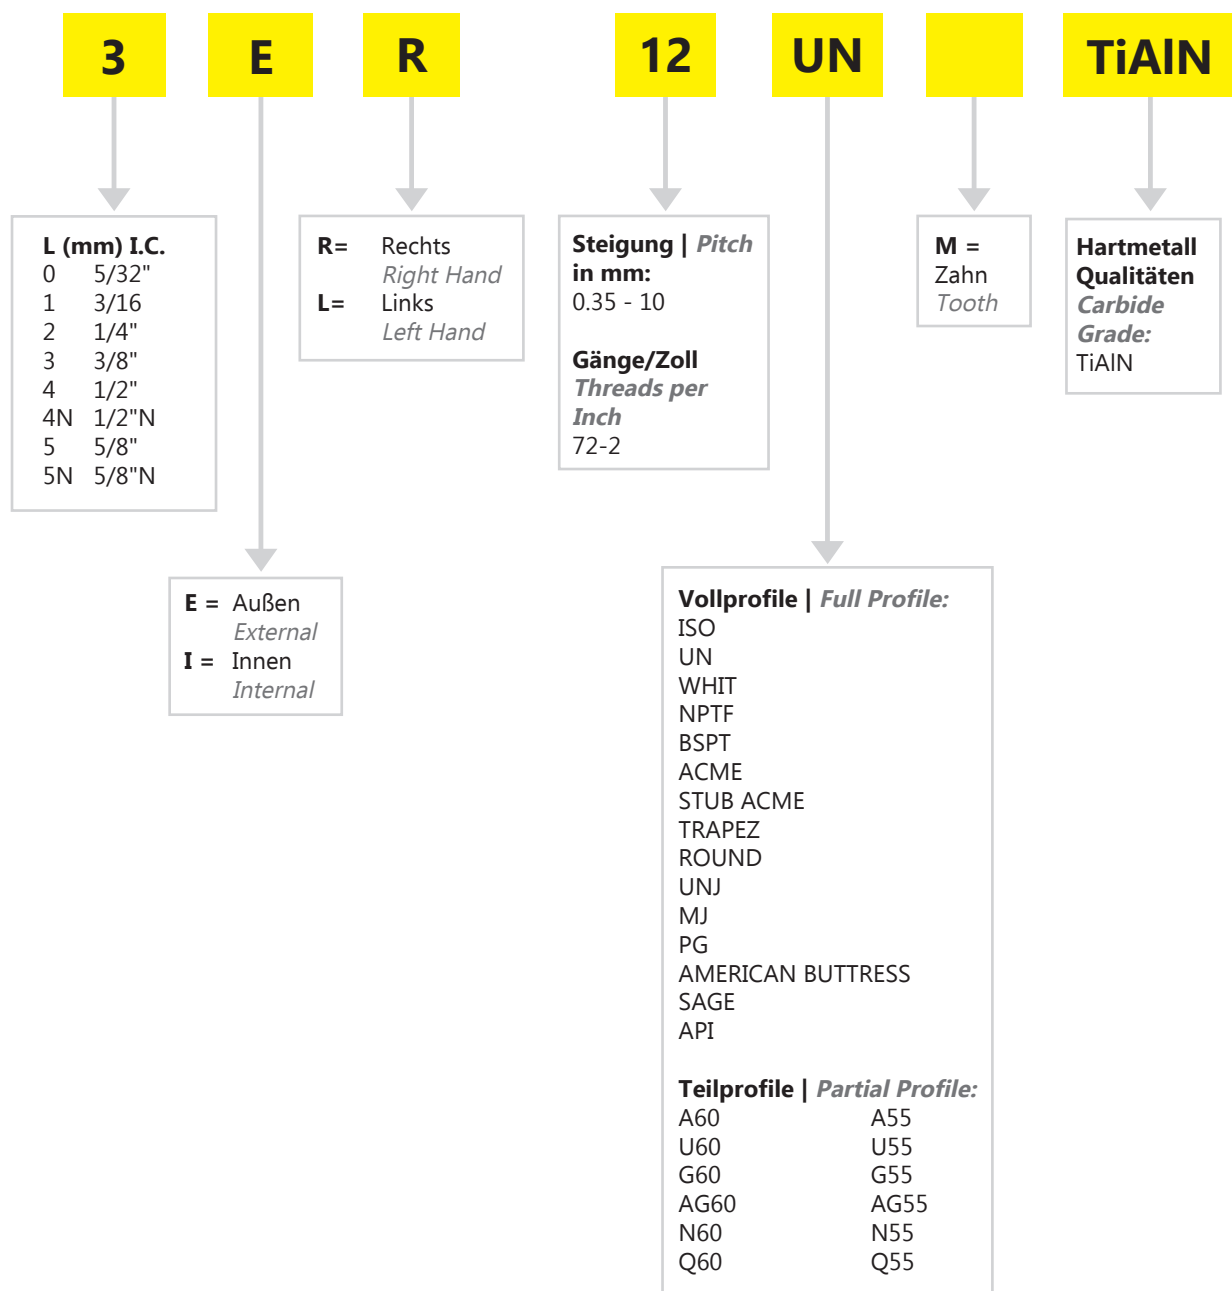 3 E R 12 UN TiAlN
L (mm) I.C.
0 5/32"
1 3/16
2 1/4"
3 3/8"
4 1/2"
4N 1/2"N
5 5/8"
5N 5/8"N
R= Rechts
Right Hand
L= Links
Left Hand
Steigung | Pitch
in mm:
0.35 - 10
Gänge/Zoll
Threads per
Inch
72-2
M =
Zahn
Tooth
Hartmetall
Qualitäten
Carbide
Grade:
TiAlN
E = Außen
External
I = Innen
Internal
Vollprofile | Full Profile:
ISO
UN
WHIT
NPTF
BSPT
ACME
STUB ACME
TRAPEZ
ROUND
UNJ
MJ
PG
AMERICAN BUTTRESS
SAGE
API
Teilprofile | Partial Profile:
A60 A55
U60 U55
G60 G55
AG60 AG55
N60 N55
Q60 Q55